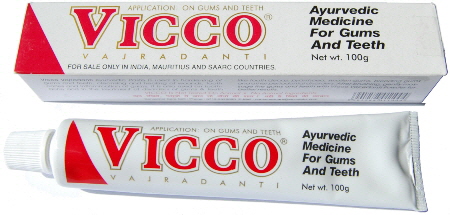 APPLICATION: ON GUMS AND TEETH
VICCO®
VAJRADANTI
FOR SALE ONLY IN INDIA, MAURITIUS AND SAARC COUNTRIES.
Ayurvedic
Medicine
For Gums
And Teeth
Net wt. 100g
APPLICATION: ON GUMS AND TEETH
VICCO®
VAJRADANTI
Ayurvedic
Medicine
For Gums
And Teeth
Net wt. 100g